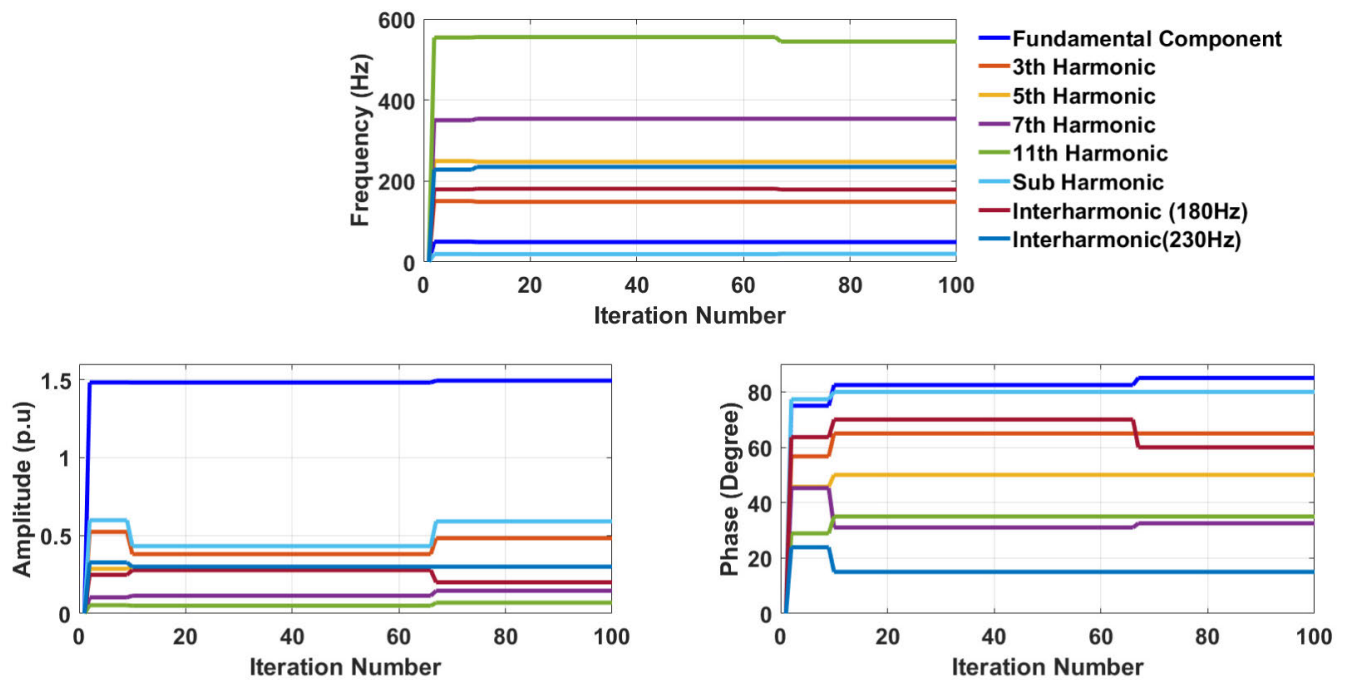 600
400
200
0
Frequency (Hz)
0 20 40 60 80 100
Iteration Number
Fundamental Component
3th Harmonic
5th Harmonic
7th Harmonic
11th Harmonic
Sub Harmonic
Interharmonic (180Hz)
Interharmonic(230Hz)
1.5
1
0.5
0
Amplitude (p.u)
0 20 40 60 80 100
Iteration Number
80
60
40
20
0
Phase (Degree)
0 20 40 60 80 100
Iteration Number